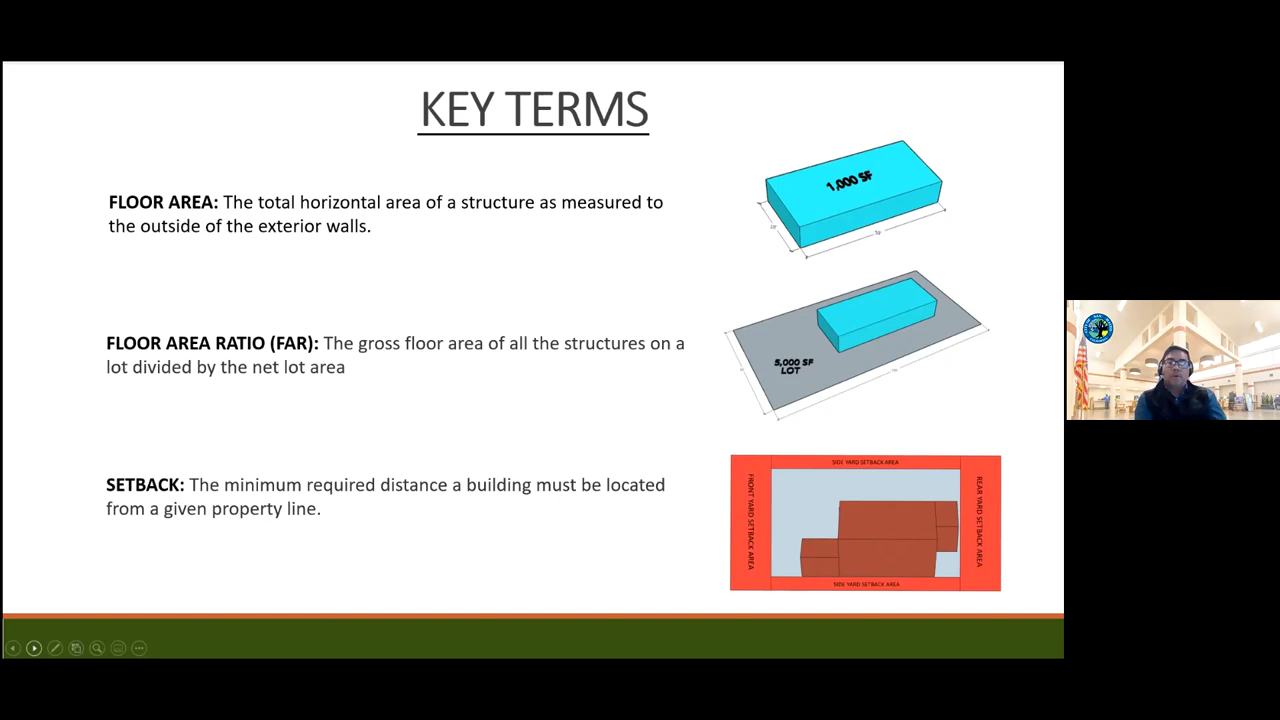 KEY TERMS
FLOOR AREA: The total horizontal area of a structure as measured to
the outside of the exterior walls.
1,000 SF
FLOOR AREA RATIO (FAR): The gross floor area of all the structures on a
lot divided by the net lot area
5,000 SF
LOT
SETBACK: The minimum required distance a building must be located
from a given property line.
SIDE YARD SETBACK AREA
FRONT YARD SETBACK AREA
REAR YARD SETBACK AREA
SIDE YARD SETBACK AREA